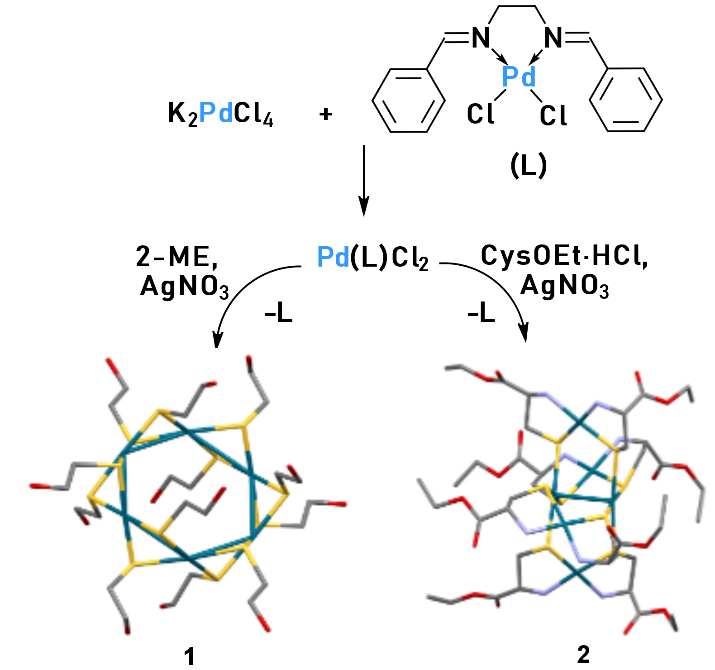 N N
Pd
K₂PdCl₄ + Cl Cl
(L)
2-ME, Pd(L)Cl₂ CysOEt·HCl,
AgNO₃ AgNO₃
–L –L
1 2